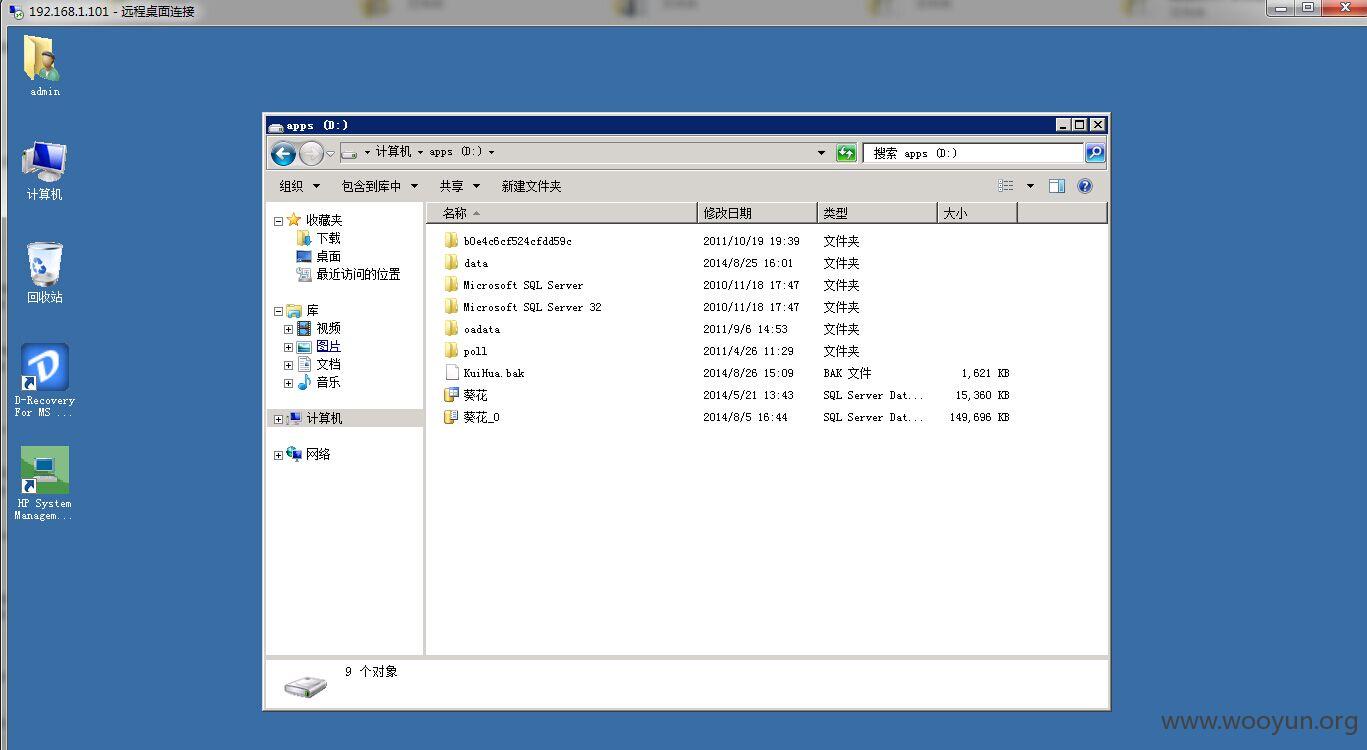 192.168.1.101 - 远程桌面连接
admin
计算机
回收站
D-Recovery
For MS ...
HP System
Managem...
apps (D:)
计算机 apps (D:)
搜索 apps (D:)
组织 包含到库中 共享 新建文件夹
收藏夹
下载
桌面
最近访问的位置
库
视频
图片
文档
音乐
计算机
网络
名称 修改日期 类型 大小
b0e4c6cf524cfdd59c 2011/10/19 19:39 文件夹
data 2014/8/25 16:01 文件夹
Microsoft SQL Server 2010/11/18 17:47 文件夹
Microsoft SQL Server 32 2010/11/18 17:47 文件夹
oadata 2011/9/6 14:53 文件夹
poll 2011/4/26 11:29 文件夹
KuiHua.bak 2014/8/26 15:09 BAK 文件 1,621 KB
葵花 2014/5/21 13:43 SQL Server Dat... 15,360 KB
葵花_0 2014/8/5 16:44 SQL Server Dat... 149,696 KB
9 个对象
www.wooyun.org